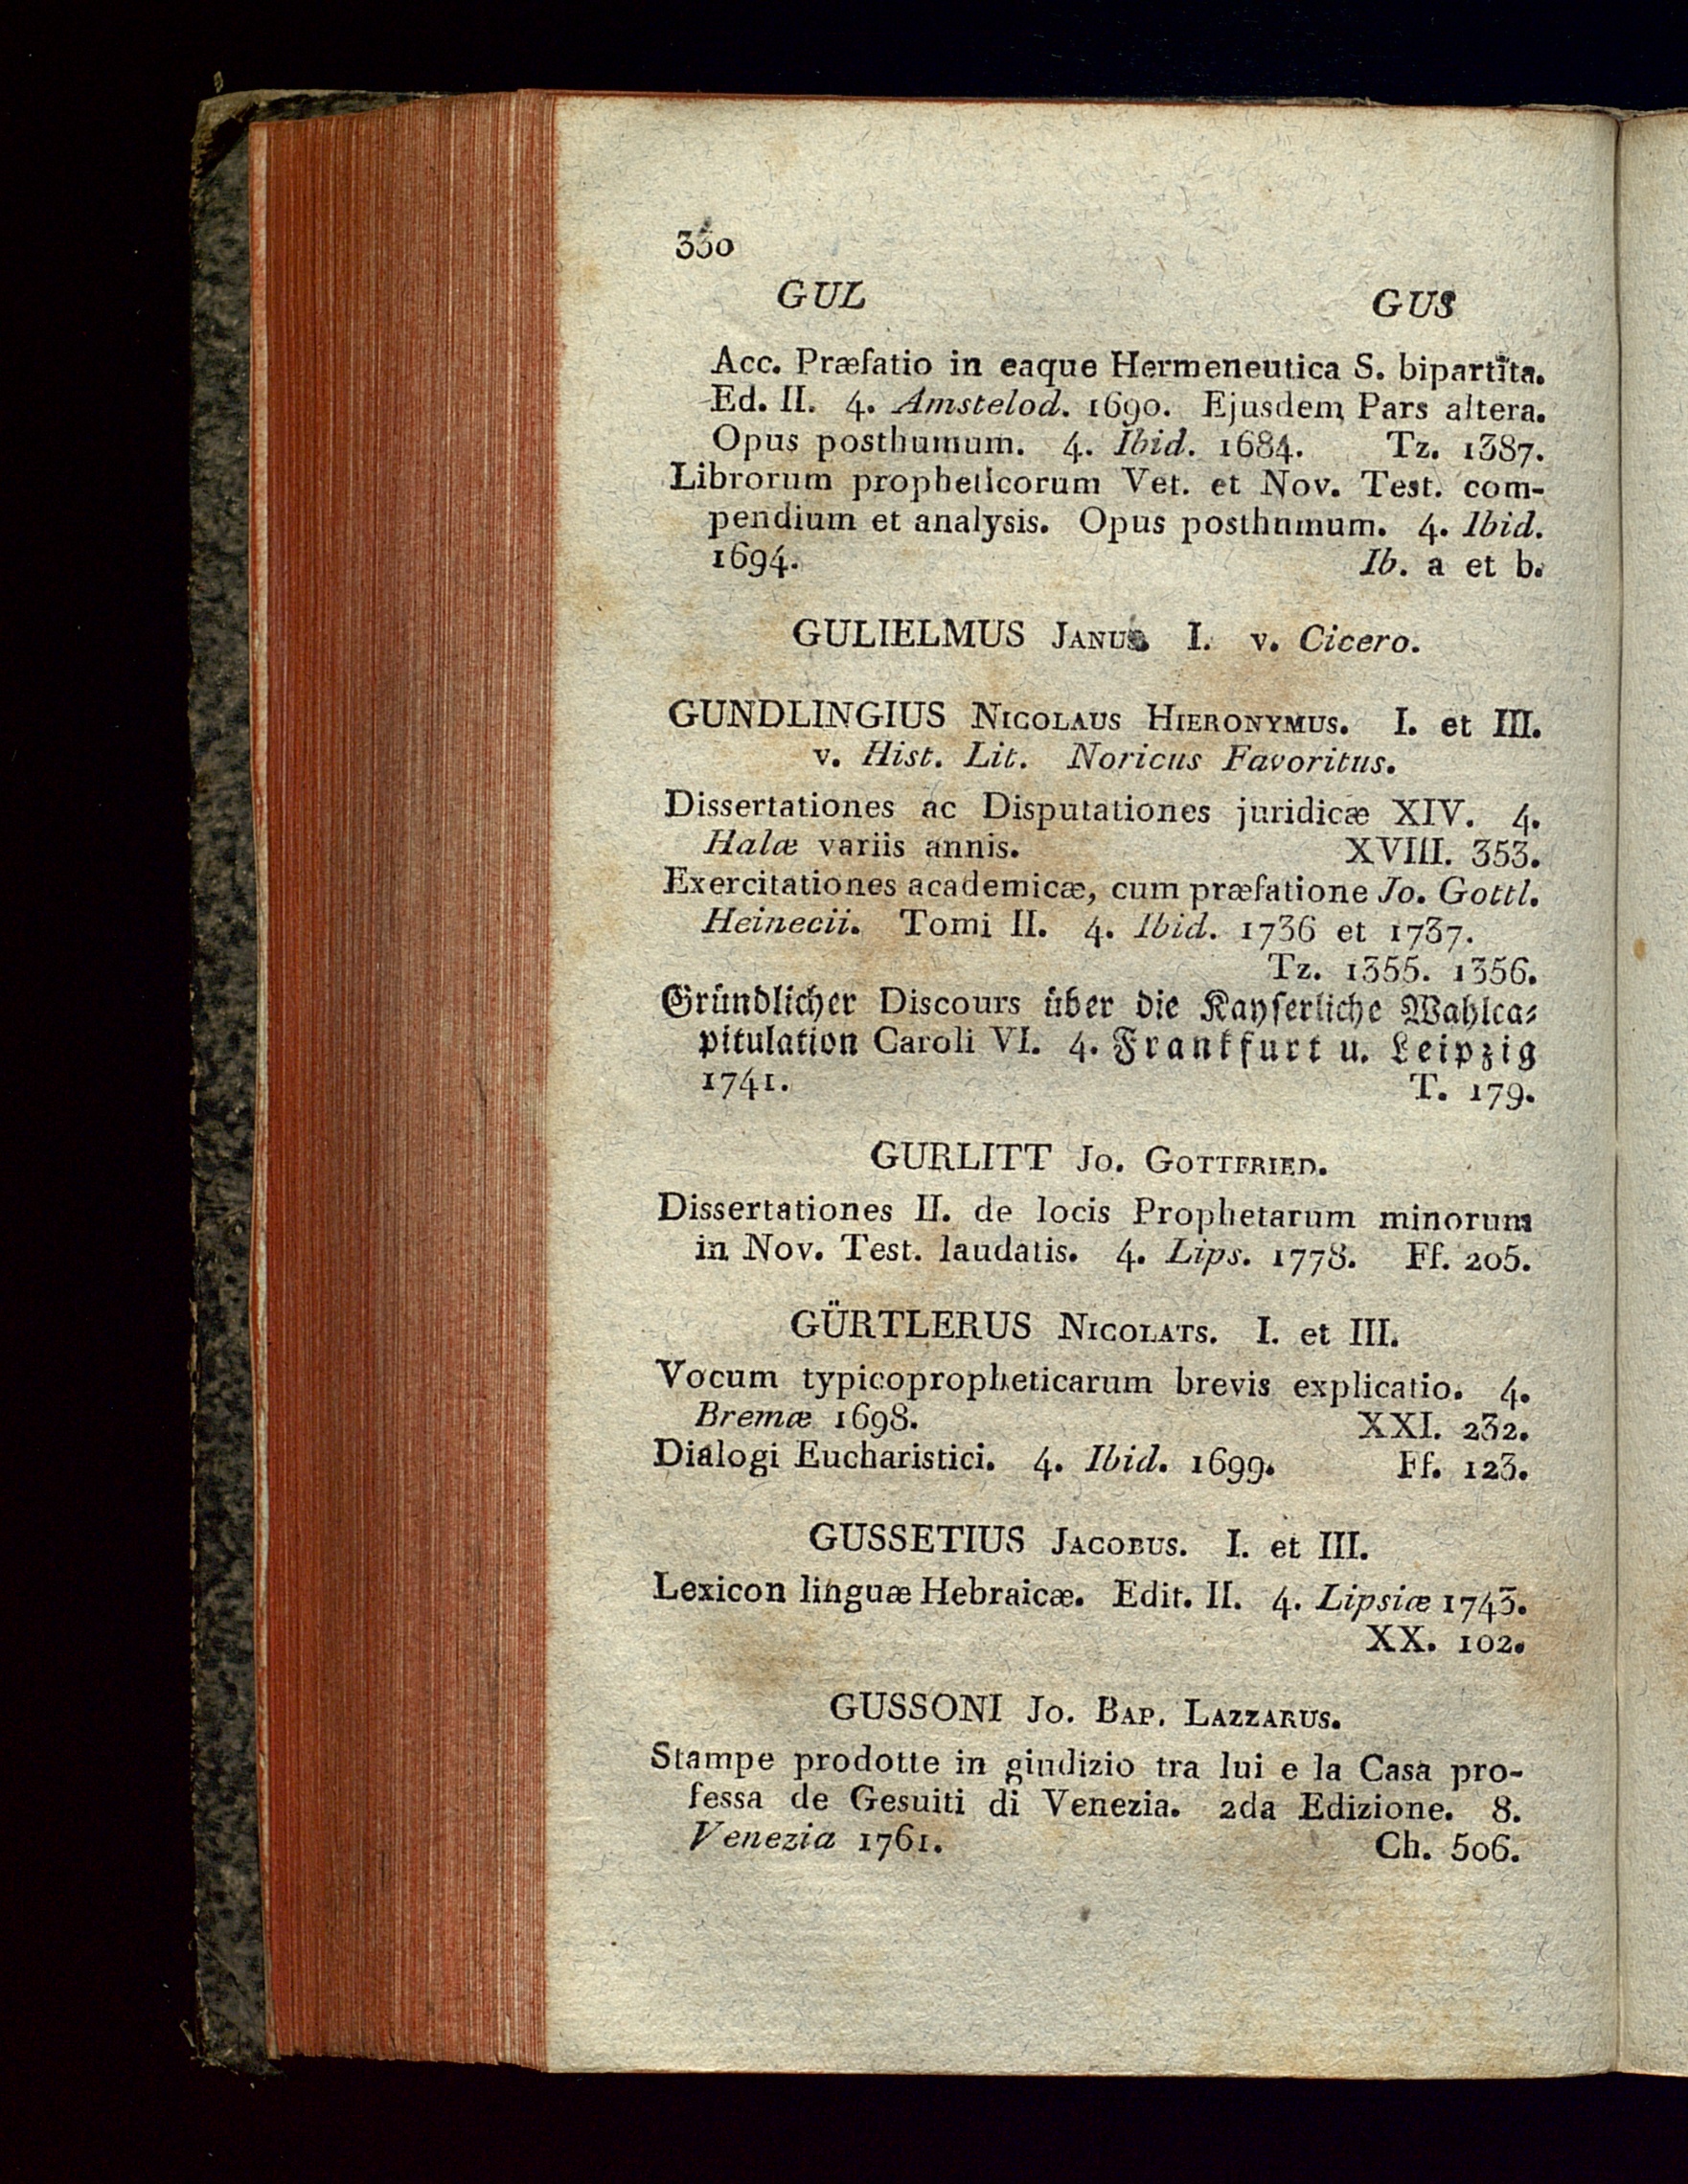 330
GUL GUS
Acc. Præfatio in eaque Hermeneutica S. bipartita.
Ed. II. 4. Amstelod. 1690. Ejusdem Pars altera.
Opus posthumum. 4. Ibid. 1684. Tz. 1387.
Librorum propheticorum Vet. et Nov. Test. com-
pendium et analysis. Opus posthumum. 4. Ibid.
1694. Ib. a et b.
GULIELMUS JANUS I. v. Cicero.
GUNDLINGIUS NICOLAUS HIERONYMUS. I. et III.
v. Hist. Lit. Noricus Favoritus.
Dissertationes ac Disputationes juridicæ XIV. 4.
Halæ variis annis. XVIII. 353.
Exercitationes academicæ, cum præfatione Jo. Gottl.
Heinecii. Tomi II. 4. Ibid. 1736 et 1737.
Tz. 1355. 1356.
Gründlicher Discours über die Kayserliche Wahlca-
pitulation Caroli VI. 4. Frankfurt u. Leipzig
1741. T. 179.
GURLITT JO. GOTTFRIED.
Dissertationes II. de locis Prophetarum minorum
in Nov. Test. laudatis. 4. Lips. 1778. Ff. 205.
GÜRTLERUS NICOLATS. I. et III.
Vocum typicopropheticarum brevis explicatio. 4.
Bremæ 1698. XXI. 232.
Dialogi Eucharistici. 4. Ibid. 1699. Ff. 123.
GUSSETIUS JACOBUS. I. et III.
Lexicon linguæ Hebraicæ. Edit. II. 4. Lipsiæ 1743.
XX. 102.
GUSSONI JO. BAP. LAZZARUS.
Stampe prodotte in giudizio tra lui e la Casa pro-
fessa de Gesuiti di Venezia. 2da Edizione. 8.
Venezia 1761. Ch. 506.